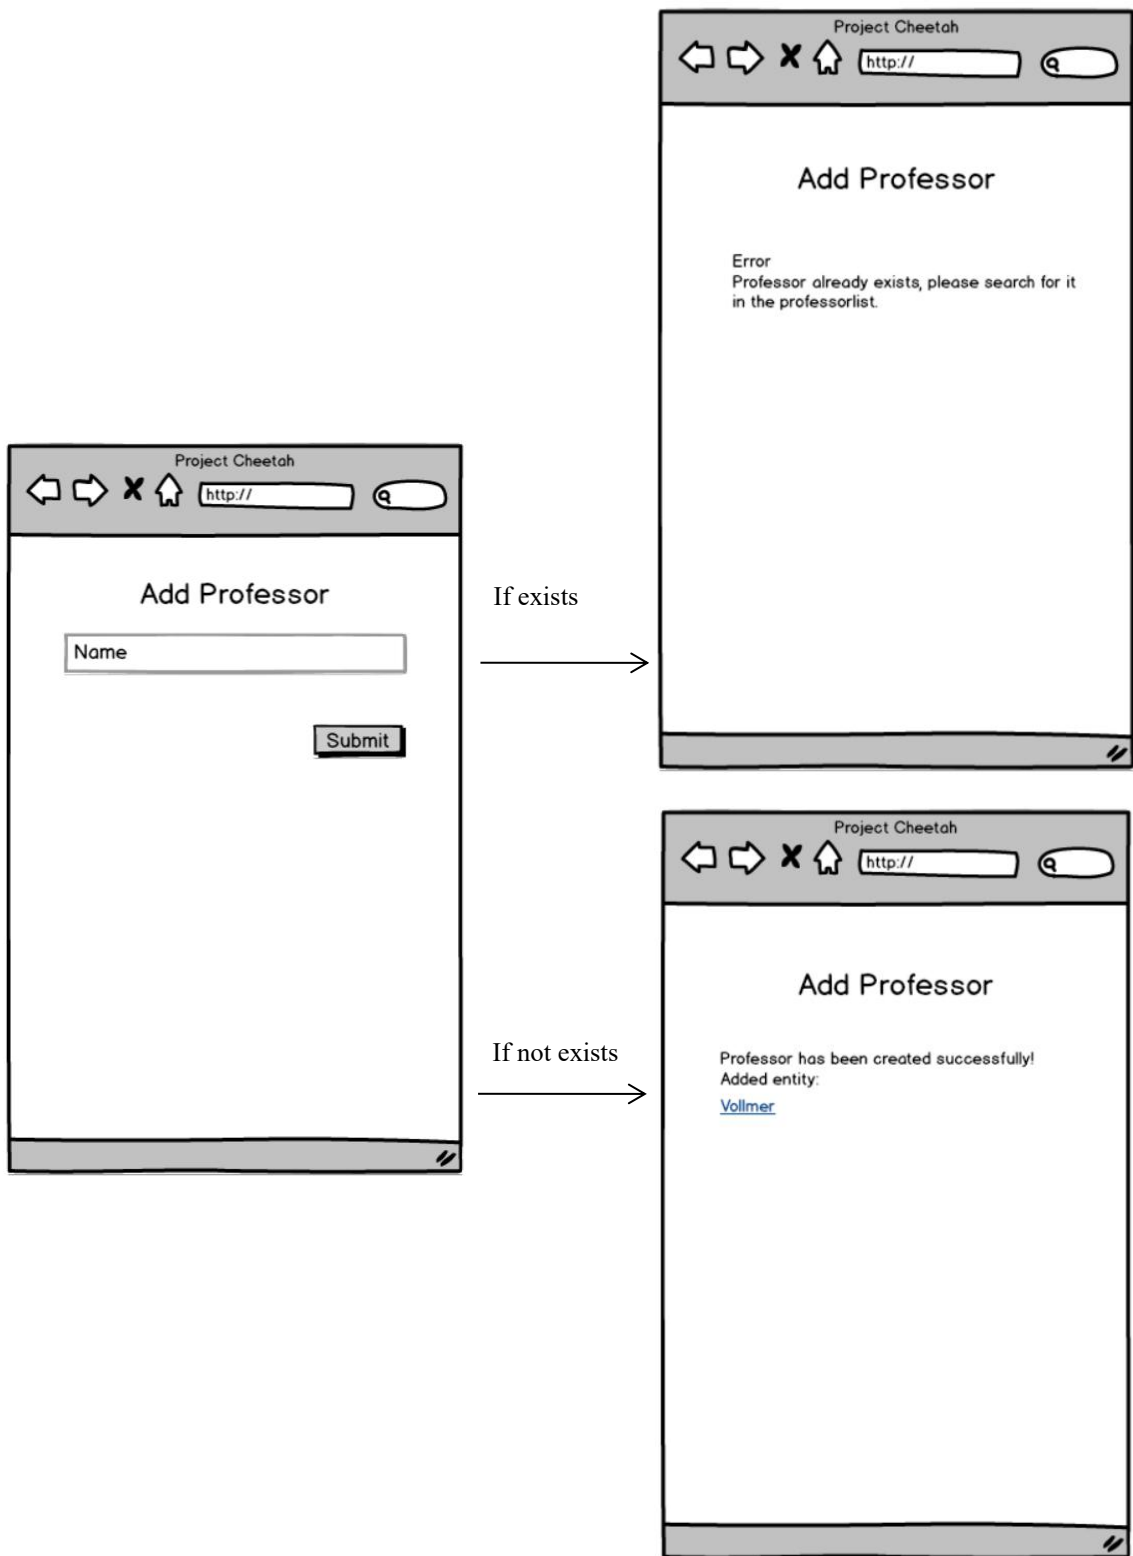 Project Cheetah
http://
Add Professor
Name
Submit
If exists
Project Cheetah
http://
Add Professor
Error
Professor already exists, please search for it
in the professorlist.
If not exists
Project Cheetah
http://
Add Professor
Professor has been created successfully!
Added entity:
Vollmer